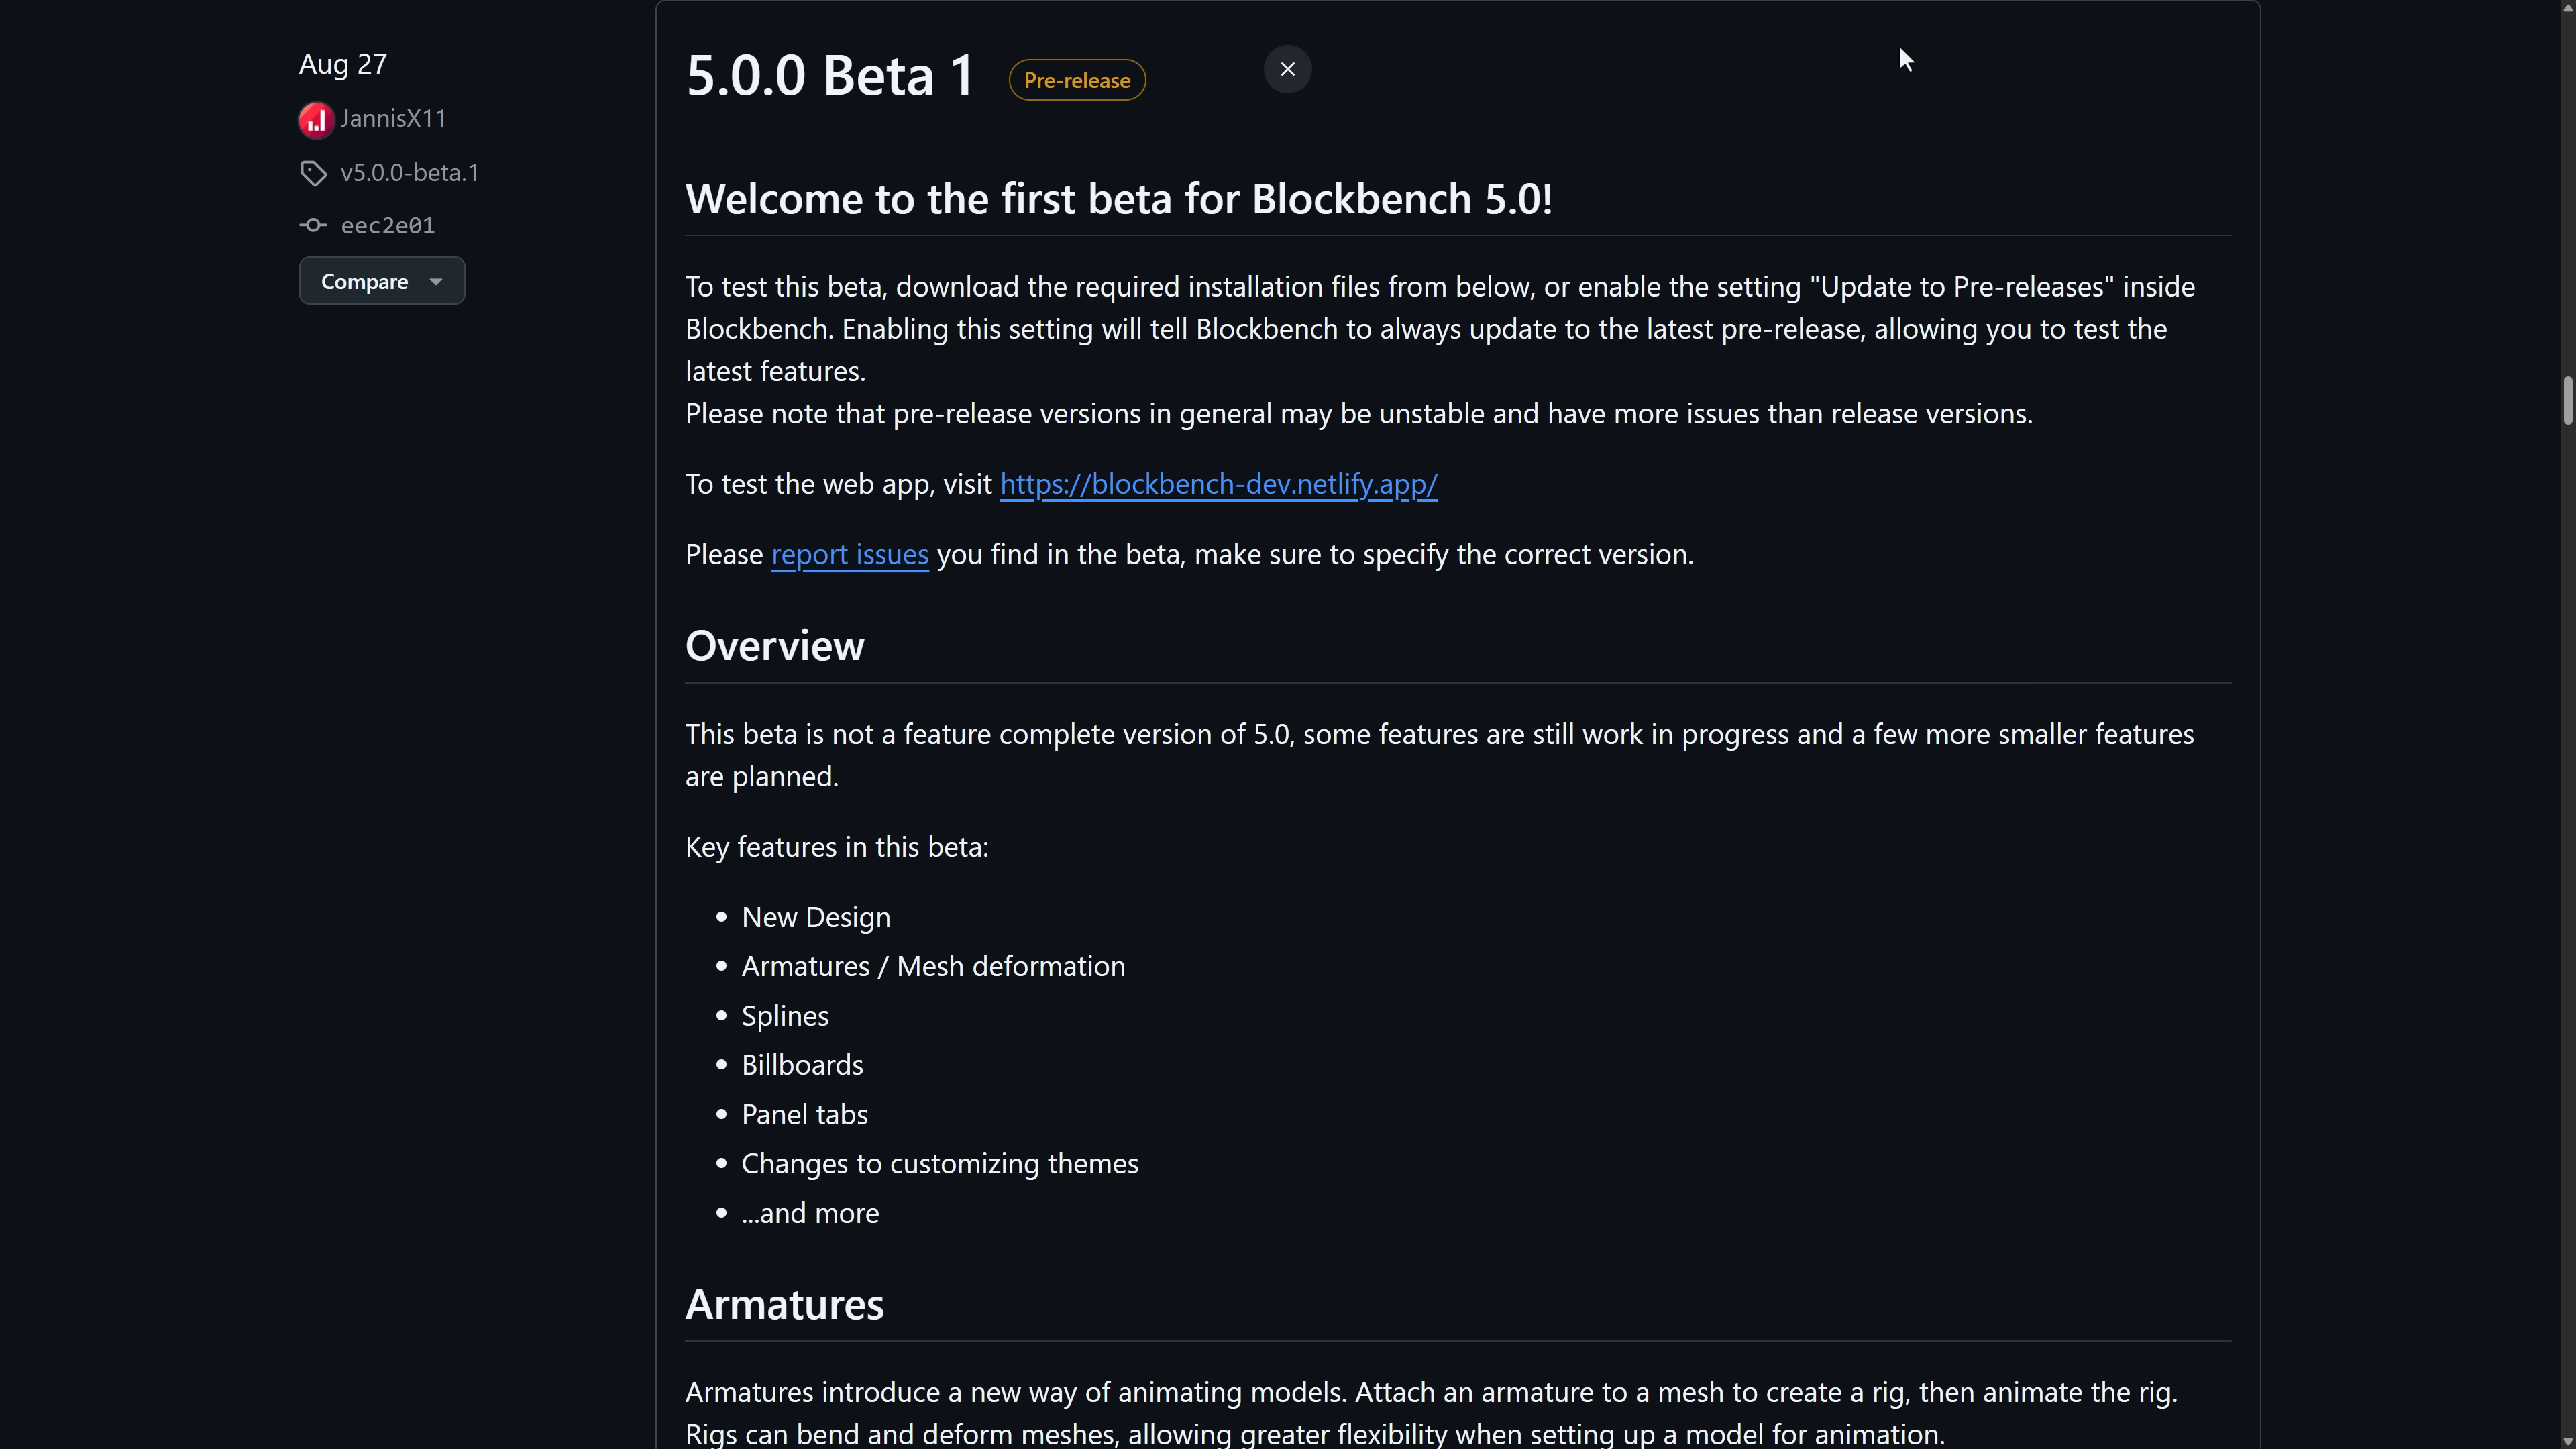 Aug 27
JannisX11
v5.0.0-beta.1
eec2e01
Compare
5.0.0 Beta 1 Pre-release
Welcome to the first beta for Blockbench 5.0!
To test this beta, download the required installation files from below, or enable the setting "Update to Pre-releases" inside
Blockbench. Enabling this setting will tell Blockbench to always update to the latest pre-release, allowing you to test the
latest features.
Please note that pre-release versions in general may be unstable and have more issues than release versions.
To test the web app, visit https://blockbench-dev.netlify.app/
Please report issues you find in the beta, make sure to specify the correct version.
Overview
This beta is not a feature complete version of 5.0, some features are still work in progress and a few more smaller features
are planned.
Key features in this beta:
• New Design
• Armatures / Mesh deformation
• Splines
• Billboards
• Panel tabs
• Changes to customizing themes
• ...and more
Armatures
Armatures introduce a new way of animating models. Attach an armature to a mesh to create a rig, then animate the rig.
Rigs can bend and deform meshes, allowing greater flexibility when setting up a model for animation.